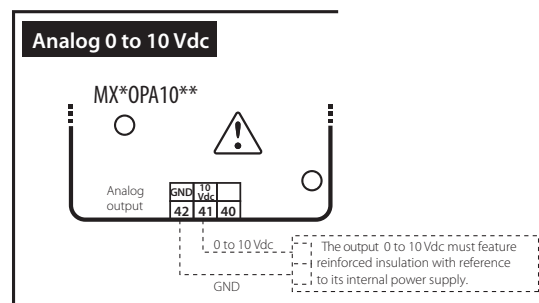 Analog 0 to 10 Vdc
MX*OPA10**
Analog
output
GND 10
Vdc
42 41 40
0 to 10 Vdc
GND
The output 0 to 10 Vdc must feature
reinforced insulation with reference
to its internal power supply.